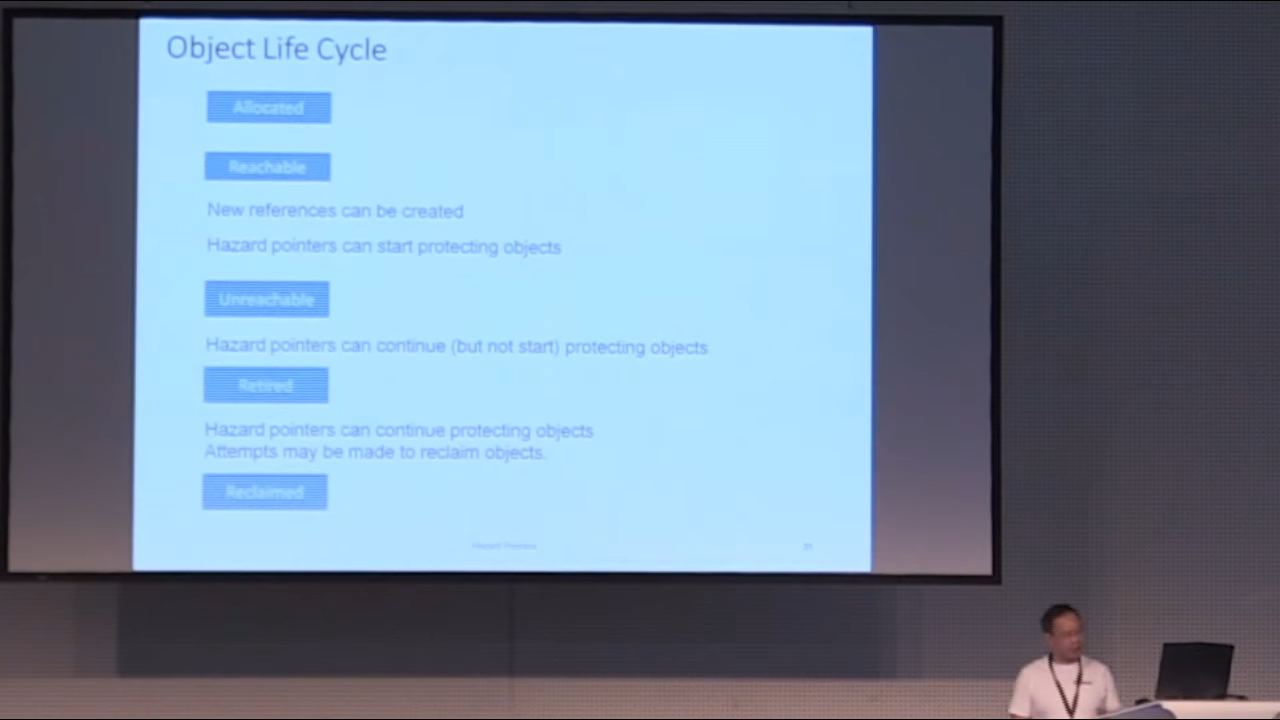 Object Life Cycle
Allocated
Reachable
New references can be created
Hazard pointers can start protecting objects
Unreachable
Hazard pointers can continue (but not start) protecting objects
Retired
Hazard pointers can continue protecting objects
Attempts may be made to reclaim objects.
Reclaimed
Hazard Pointers